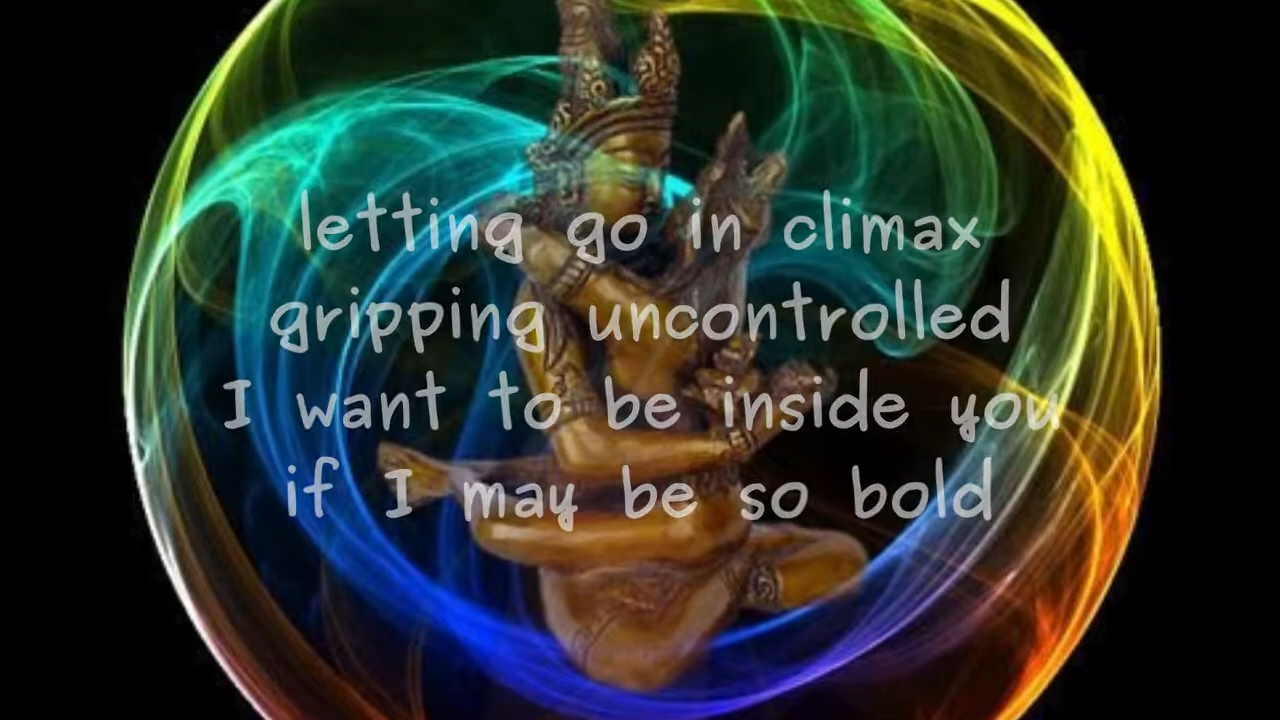 letting go in climax
gripping uncontrolled
I want to be inside you
if I may be so bold